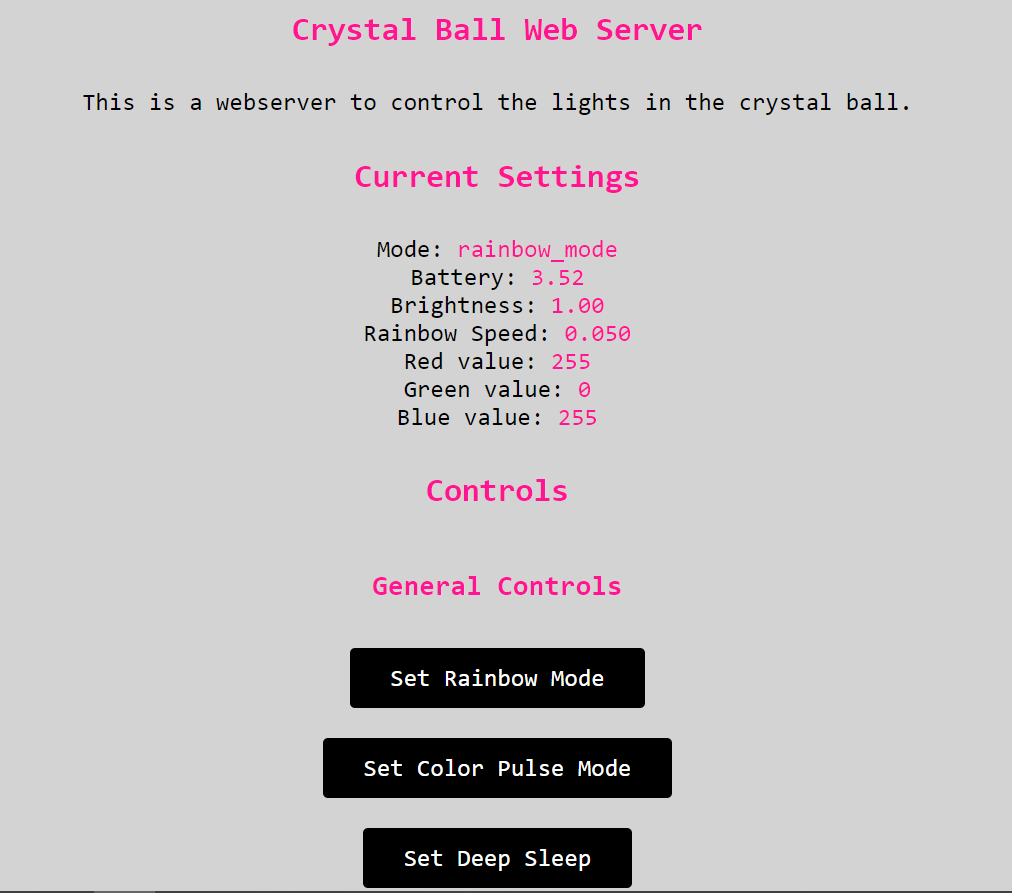 Crystal Ball Web Server
This is a webserver to control the lights in the crystal ball.
Current Settings
Mode: rainbow_mode
Battery: 3.52
Brightness: 1.00
Rainbow Speed: 0.050
Red value: 255
Green value: 0
Blue value: 255
Controls
General Controls
Set Rainbow Mode
Set Color Pulse Mode
Set Deep Sleep